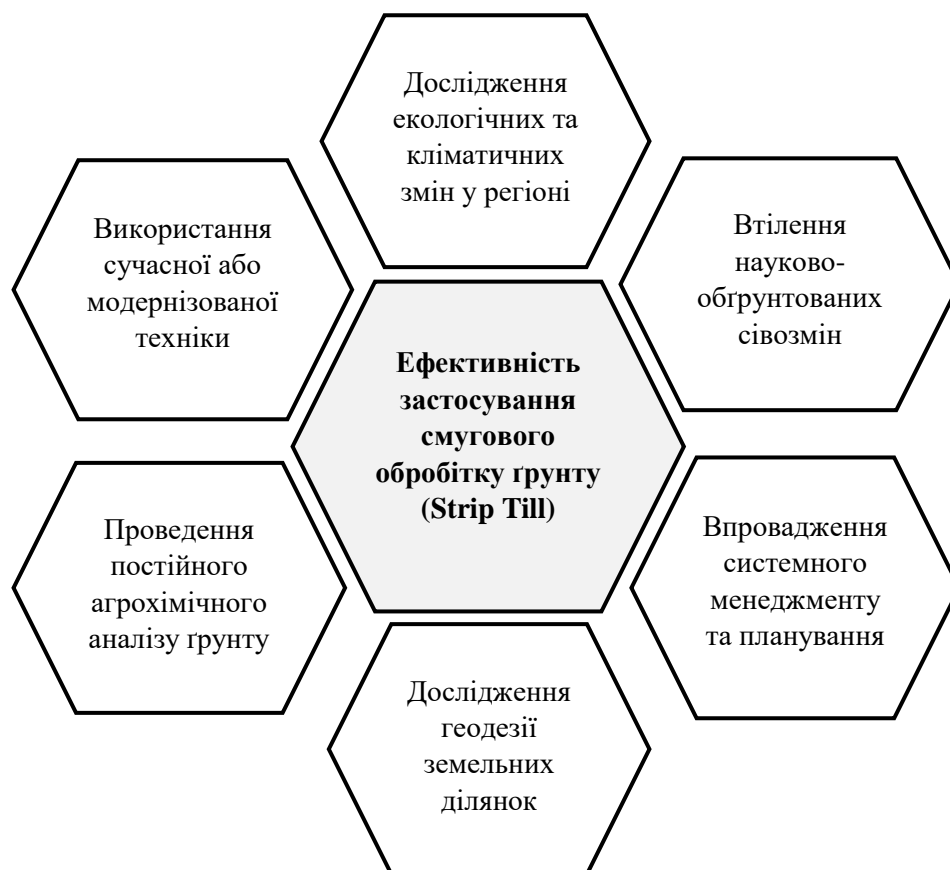 Дослідження
екологічних та
кліматичних
змін у регіоні
Використання
сучасної або
модернізованої
техніки
Втілення
науково-
обґрунтованих
сівозмін
Ефективність
застосування
смугового
обробітку ґрунту
(Strip Till)
Проведення
постійного
агрохімічного
аналізу ґрунту
Впровадження
системного
менеджменту
та планування
Дослідження
геодезії
земельних
ділянок